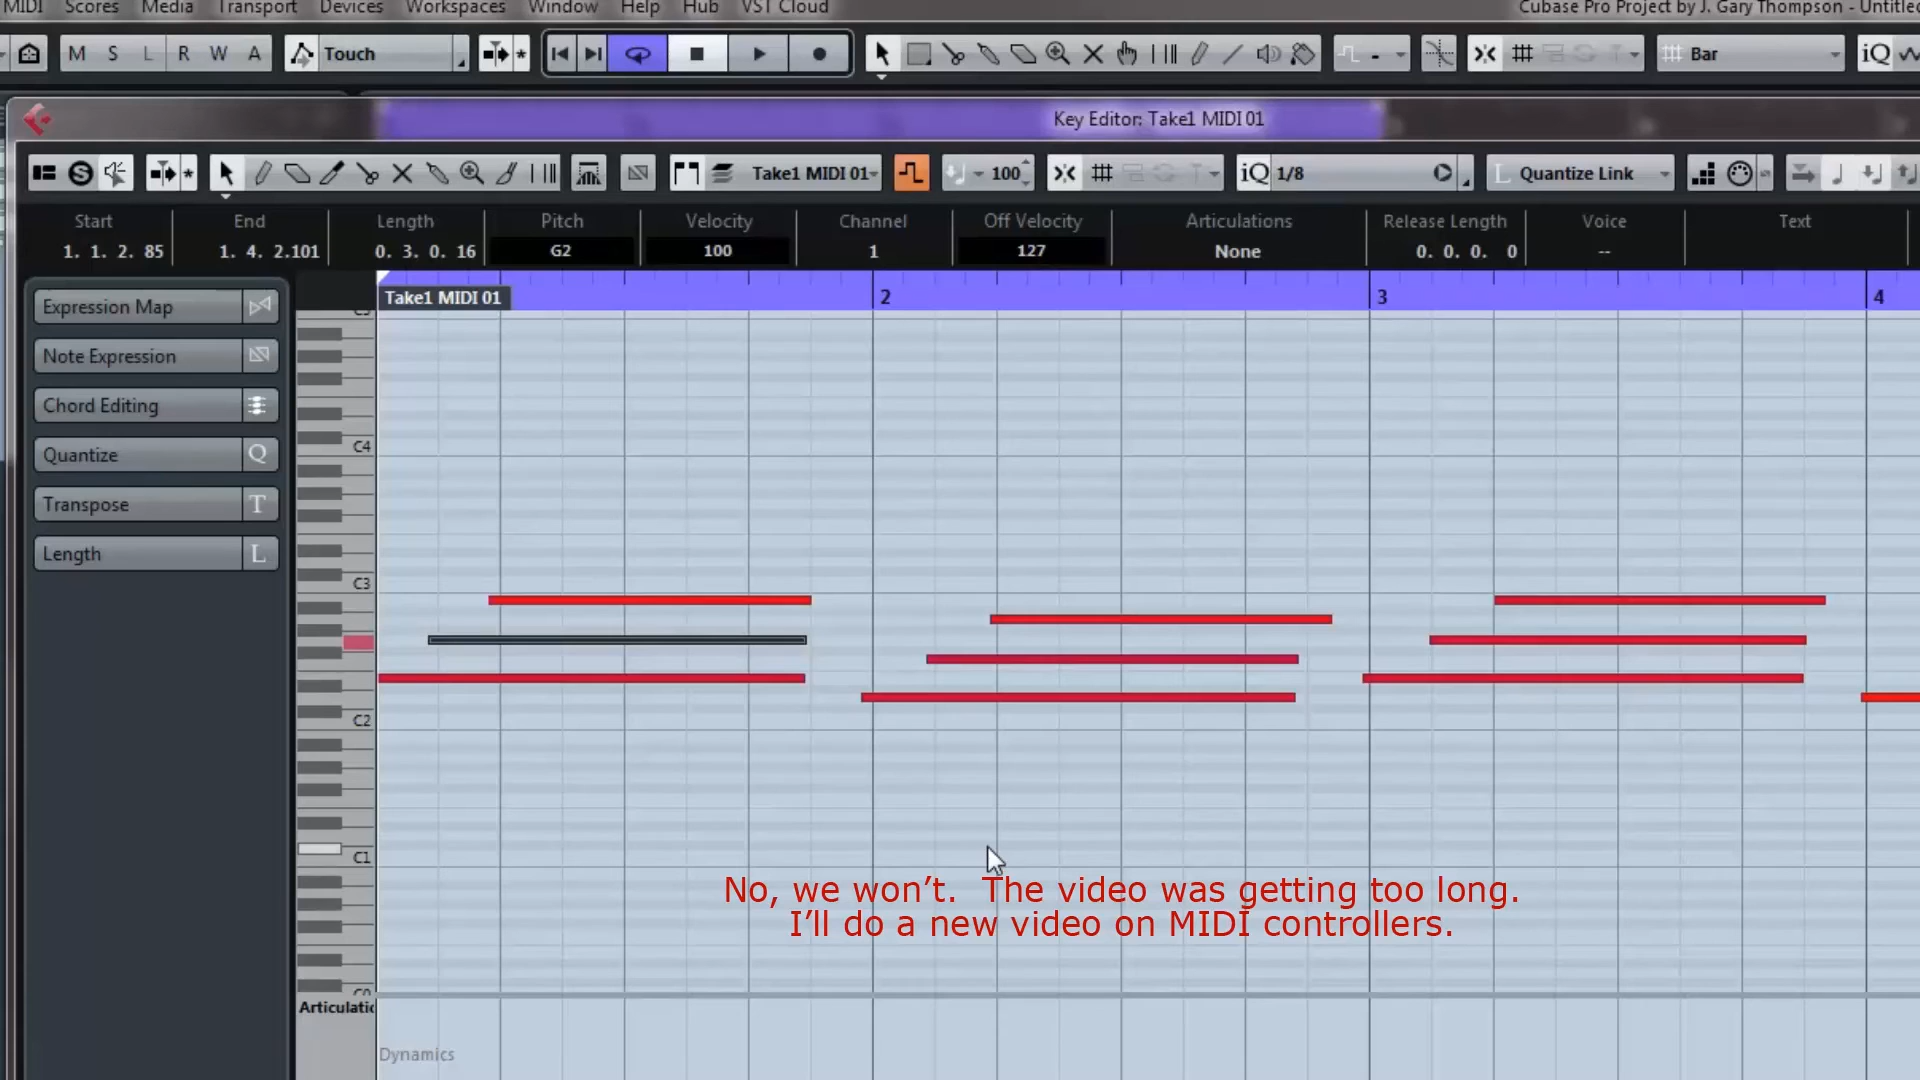 MIDI Scores Media Transport Devices Workspaces Window Help Hub VST Cloud
Cubase Pro Project by J. Gary Thompson - Untitled
M S L R W A Touch
Bar
iQ
Key Editor: Take1 MIDI 01
Take1 MIDI 01
100
iQ 1/8
L Quantize Link
Start End Length Pitch Velocity Channel Off Velocity Articulations Release Length Voice Text
1. 1. 2. 85 1. 4. 2.101 0. 3. 0. 16 G2 100 1 127 None 0. 0. 0. 0 --
Take1 MIDI 01 2 3 4
Expression Map
Note Expression
Chord Editing
Quantize Q
Transpose T
Length L
C4
C3
C2
C1
C0
No, we won't.  The video was getting too long.
I'll do a new video on MIDI controllers.
Articulatio
Dynamics